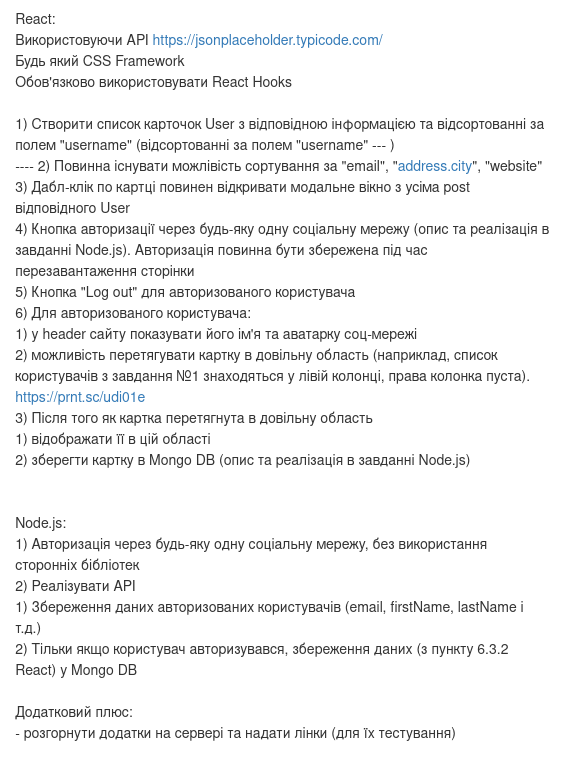 React:
Використовуючи API https://jsonplaceholder.typicode.com/
Будь який CSS Framework
Обов'язково використовувати React Hooks
1) Створити список карточок User з відповідною інформацією та відсортованні за
полем "username" (відсортованні за полем "username" --- )
---- 2) Повинна існувати можлівість сортування за "email", "address.city", "website"
3) Дабл-клік по картці повинен відкривати модальне вікно з усіма post
відповідного User
4) Кнопка авторизації через будь-яку одну соціальну мережу (опис та реалізація в
завданні Node.js). Авторизація повинна бути збережена під час
перезавантаження сторінки
5) Кнопка "Log out" для авторизованого користувача
6) Для авторизованого користувача:
1) у header сайту показувати його ім'я та аватарку соц-мережі
2) можливість перетягувати картку в довільну область (наприклад, список
користувачів з завдання №1 знаходяться у лівій колонці, права колонка пуста).
https://prnt.sc/udi01e
3) Після того як картка перетягнута в довільну область
1) відображати її в цій області
2) зберегти картку в Mongo DB (опис та реалізація в завданні Node.js)
Node.js:
1) Авторизація через будь-яку одну соціальну мережу, без використання
сторонніх бібліотек
2) Реалізувати API
1) Збереження даних авторизованих користувачів (email, firstName, lastName і
т.д.)
2) Тільки якщо користувач авторизувався, збереження даних (з пункту 6.3.2
React) у Mongo DB
Додатковий плюс:
- розгорнути додатки на сервері та надати лінки (для їх тестування)